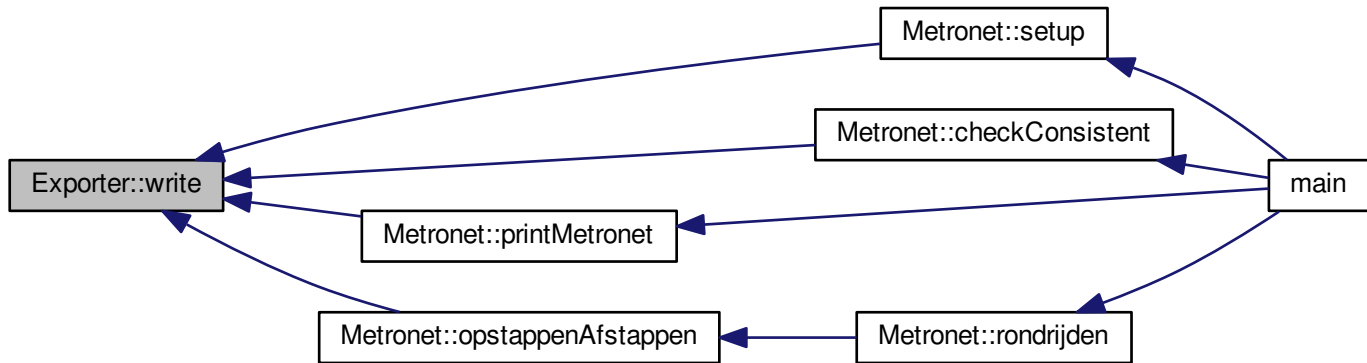 Metronet::setup
Metronet::checkConsistent
Exporter::write
main
Metronet::printMetronet
Metronet::opstappenAfstappen
Metronet::rondrijden